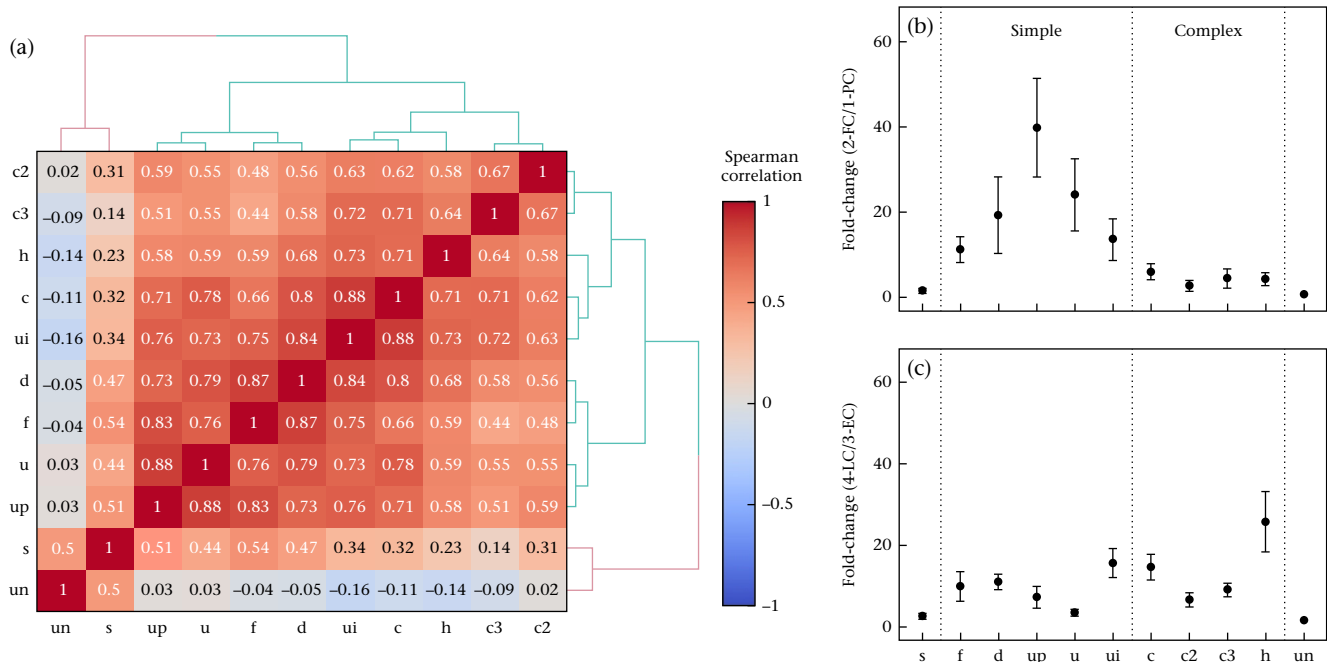 (a)
c2 0.02 0.31 0.59 0.55 0.48 0.56 0.63 0.62 0.58 0.67 1
c3 −0.09 0.14 0.51 0.55 0.44 0.58 0.72 0.71 0.64 1 0.67
h −0.14 0.23 0.58 0.59 0.59 0.68 0.73 0.71 1 0.64 0.58
c −0.11 0.32 0.71 0.78 0.66 0.8 0.88 1 0.71 0.71 0.62
ui −0.16 0.34 0.76 0.73 0.75 0.84 1 0.88 0.73 0.72 0.63
d −0.05 0.47 0.73 0.79 0.87 1 0.84 0.8 0.68 0.58 0.56
f −0.04 0.54 0.83 0.76 1 0.87 0.75 0.66 0.59 0.44 0.48
u 0.03 0.44 0.88 1 0.76 0.79 0.73 0.78 0.59 0.55 0.55
up 0.03 0.51 1 0.88 0.83 0.73 0.76 0.71 0.58 0.51 0.59
s 0.5 1 0.51 0.44 0.54 0.47 0.34 0.32 0.23 0.14 0.31
un 1 0.5 0.03 0.03 −0.04 −0.05 −0.16 −0.11 −0.14 −0.09 0.02
un s up u f d ui c h c3 c2
Spearman
correlation
1
0.5
0
−0.5
−1
(b)
Simple Complex
Fold-change (2-FC/1-PC)
60
40
20
0
(c)
Fold-change (4-LC/3-EC)
60
40
20
0
s f d up u ui c c2 c3 h un